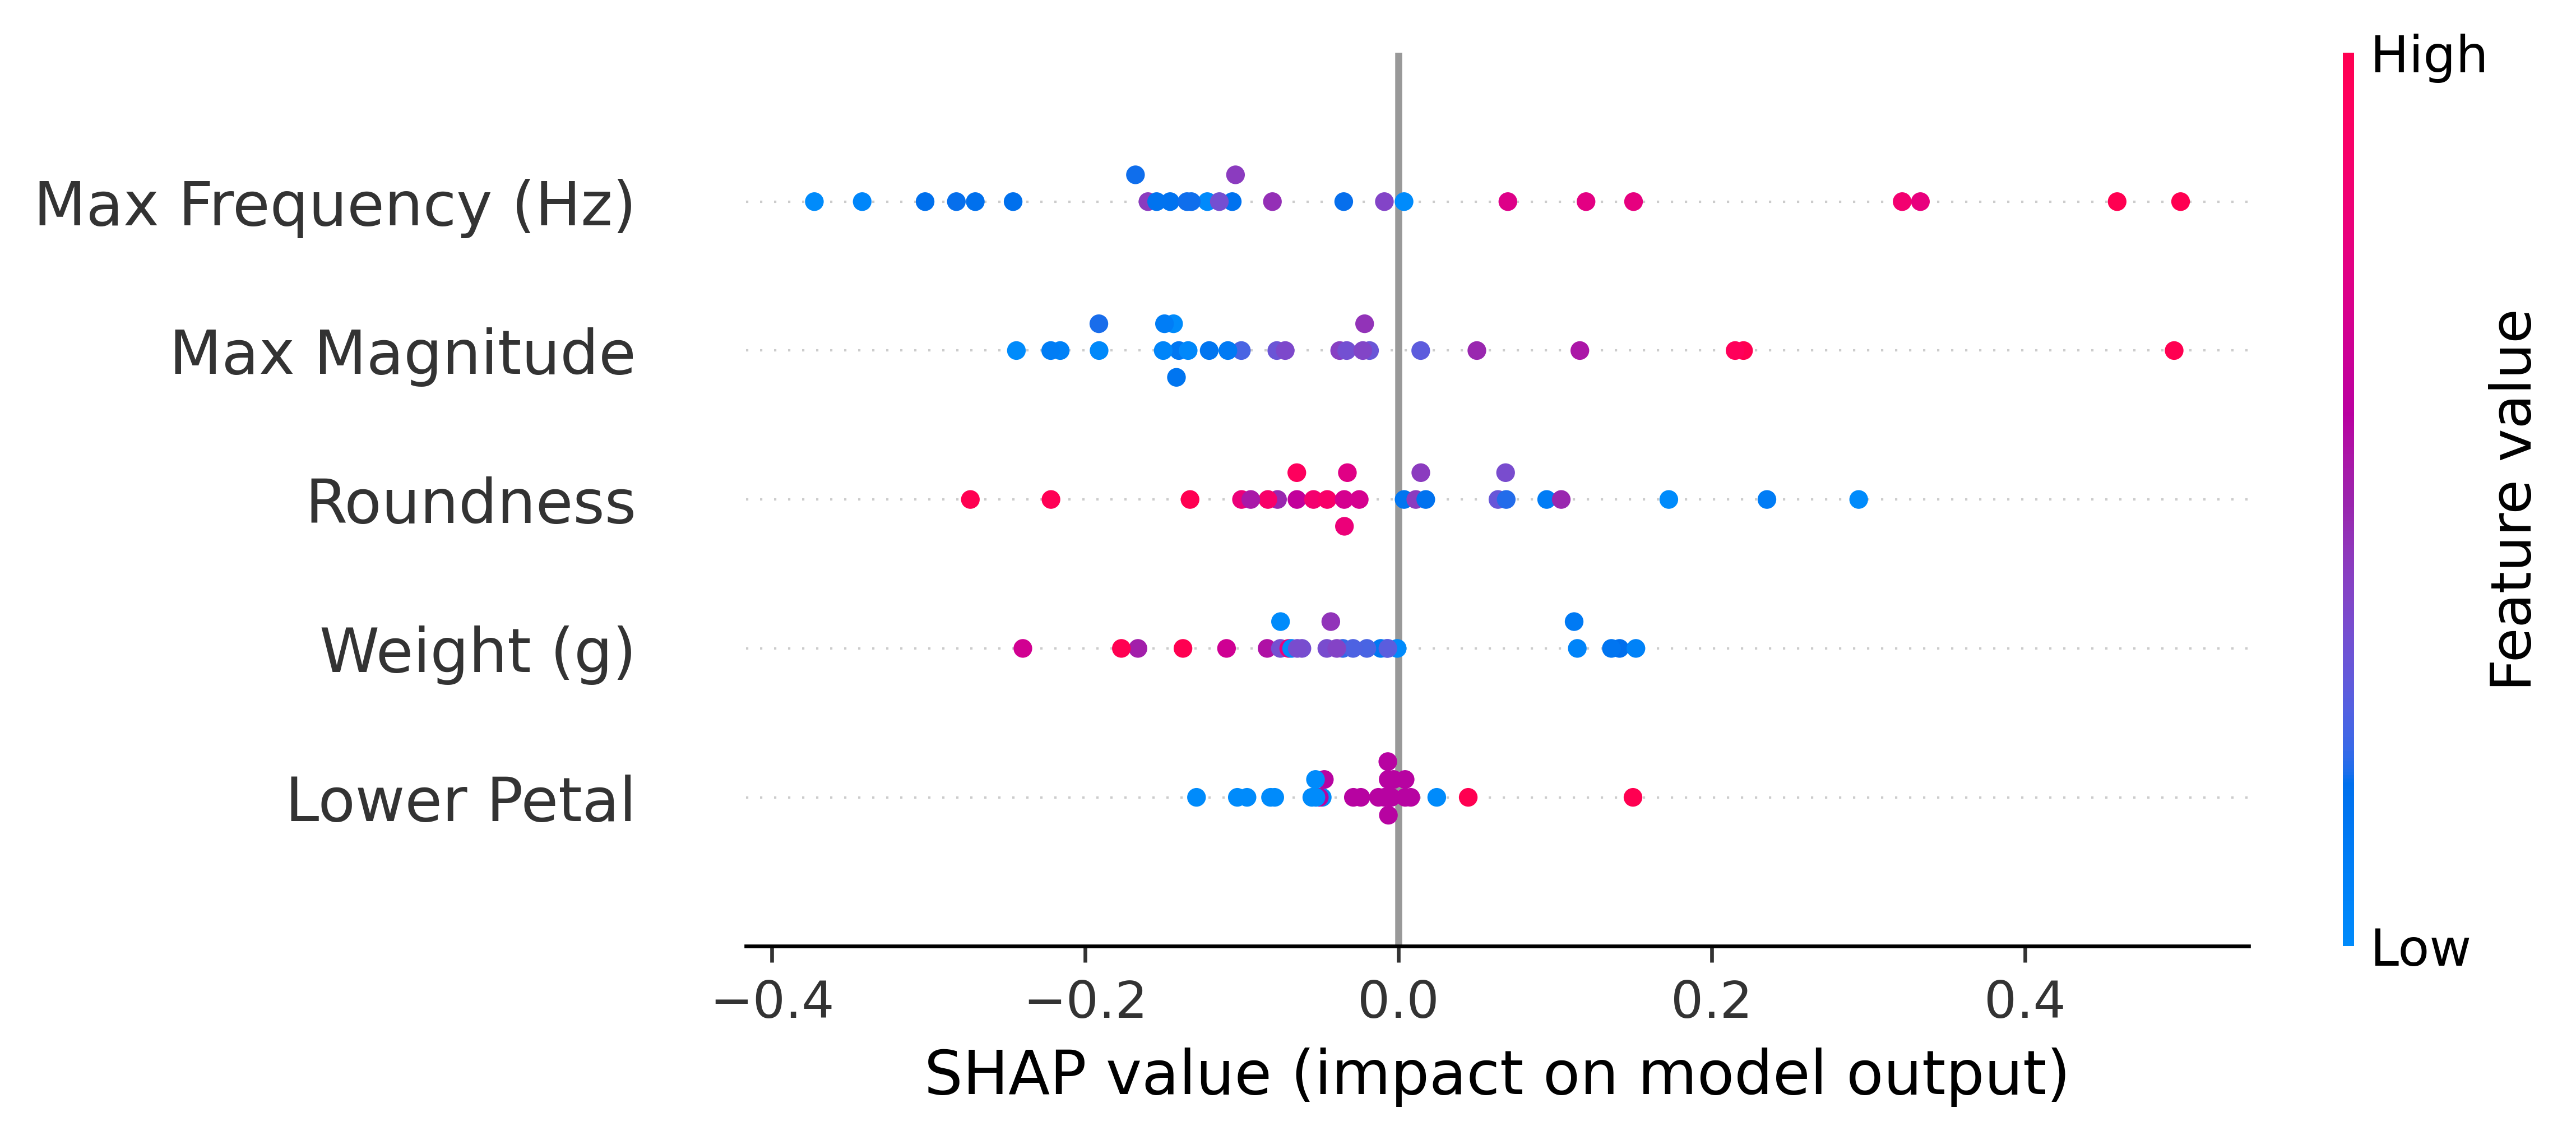 High
Max Frequency (Hz)
Max Magnitude
Roundness
Weight (g)
Lower Petal
Feature value
Low
−0.4 −0.2 0.0 0.2 0.4
SHAP value (impact on model output)